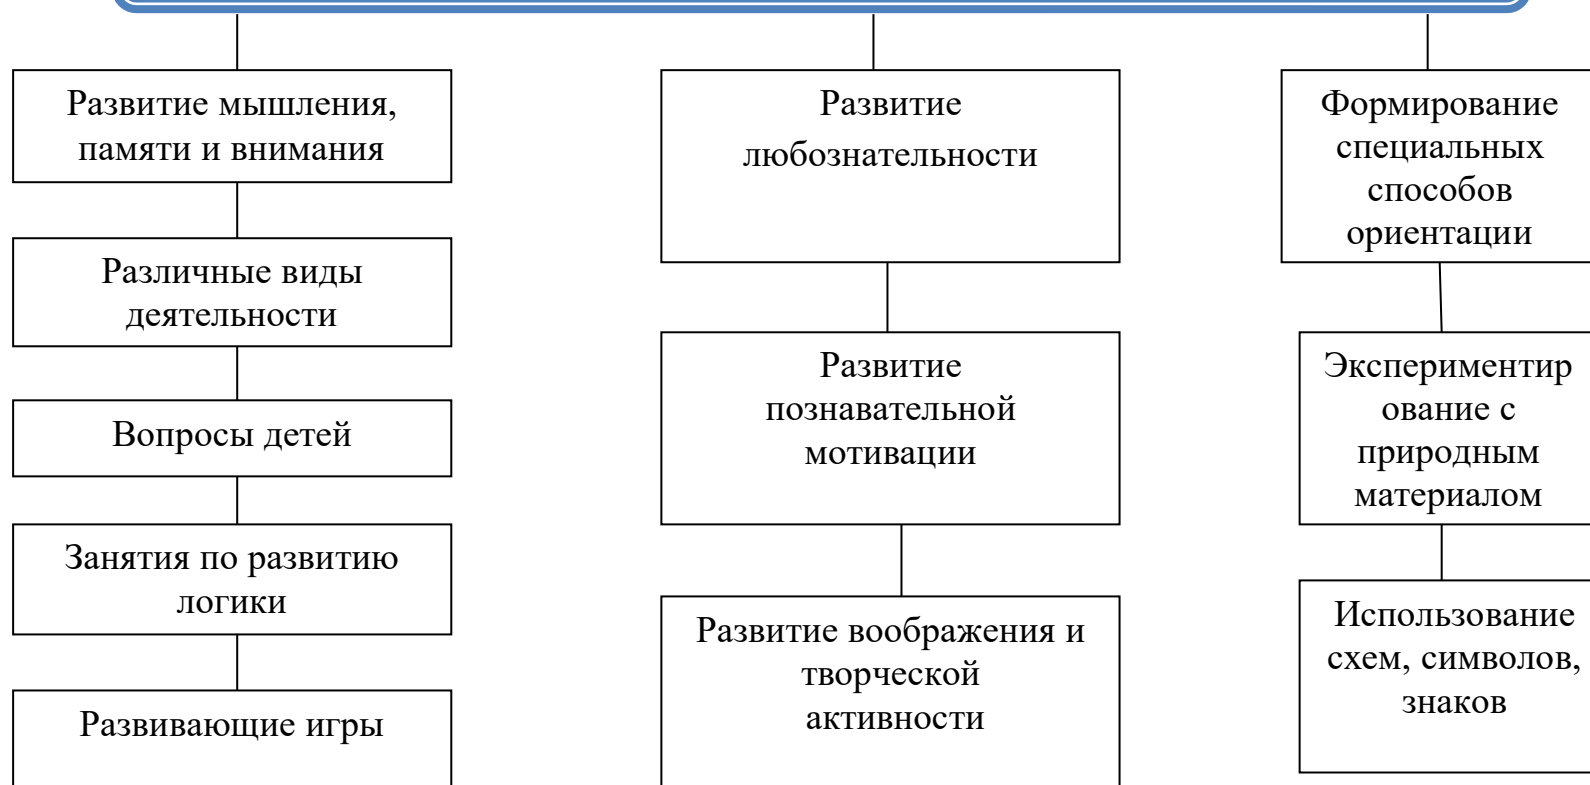 Развитие мышления,
памяти и внимания
Различные виды
деятельности
Вопросы детей
Занятия по развитию
логики
Развивающие игры
Развитие
любознательности
Развитие
познавательной
мотивации
Развитие воображения и
творческой
активности
Формирование
специальных
способов
ориентации
Экспериментир
ование с
природным
материалом
Использование
схем, символов,
знаков